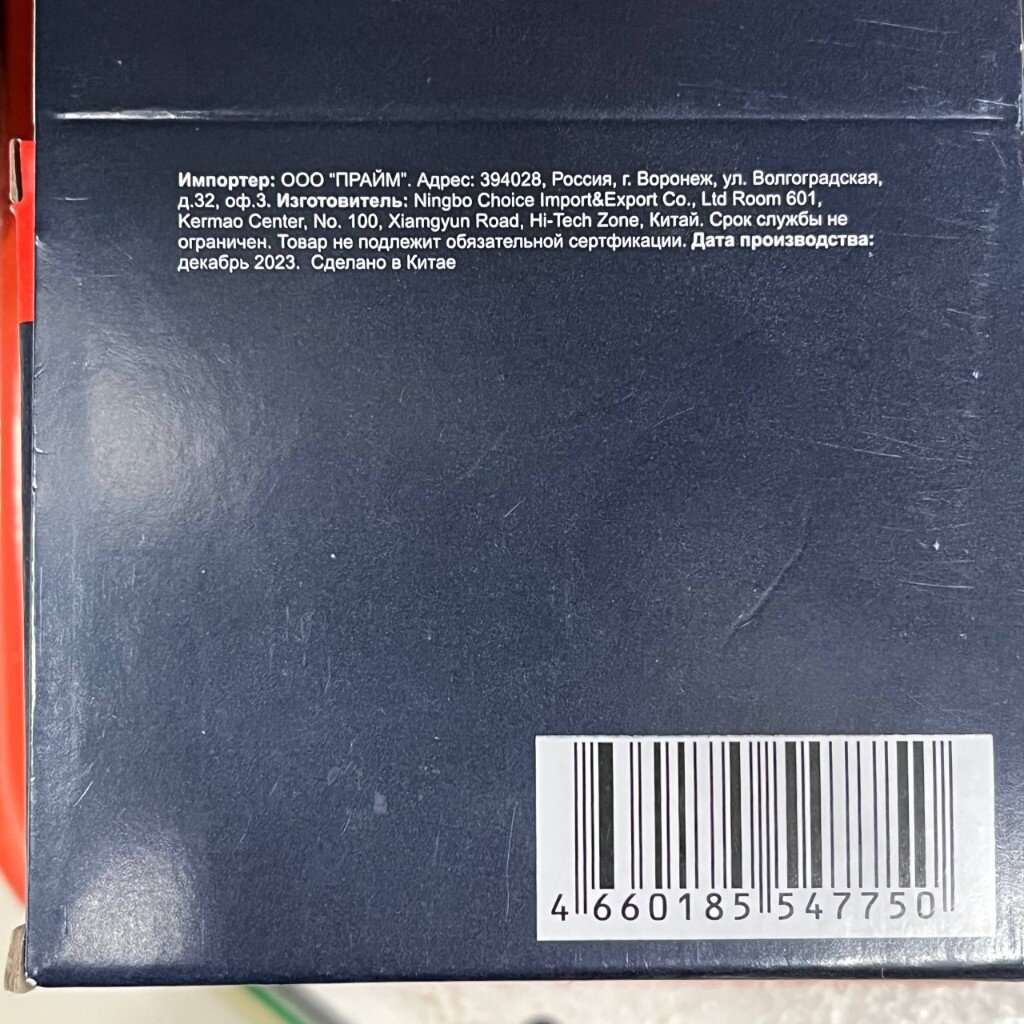 Импортер: ООО "ПРАЙМ". Адрес: 394028, Россия, г. Воронеж, ул. Волгоградская,
д.32, оф.3. Изготовитель: Ningbo Choice Import&Export Co., Ltd Room 601,
Kermao Center, No. 100, Xiamgyun Road, Hi-Tech Zone, Китай. Срок службы не
ограничен. Товар не подлежит обязательной сертфикации. Дата производства:
декабрь 2023. Сделано в Китае
4 660185 547750